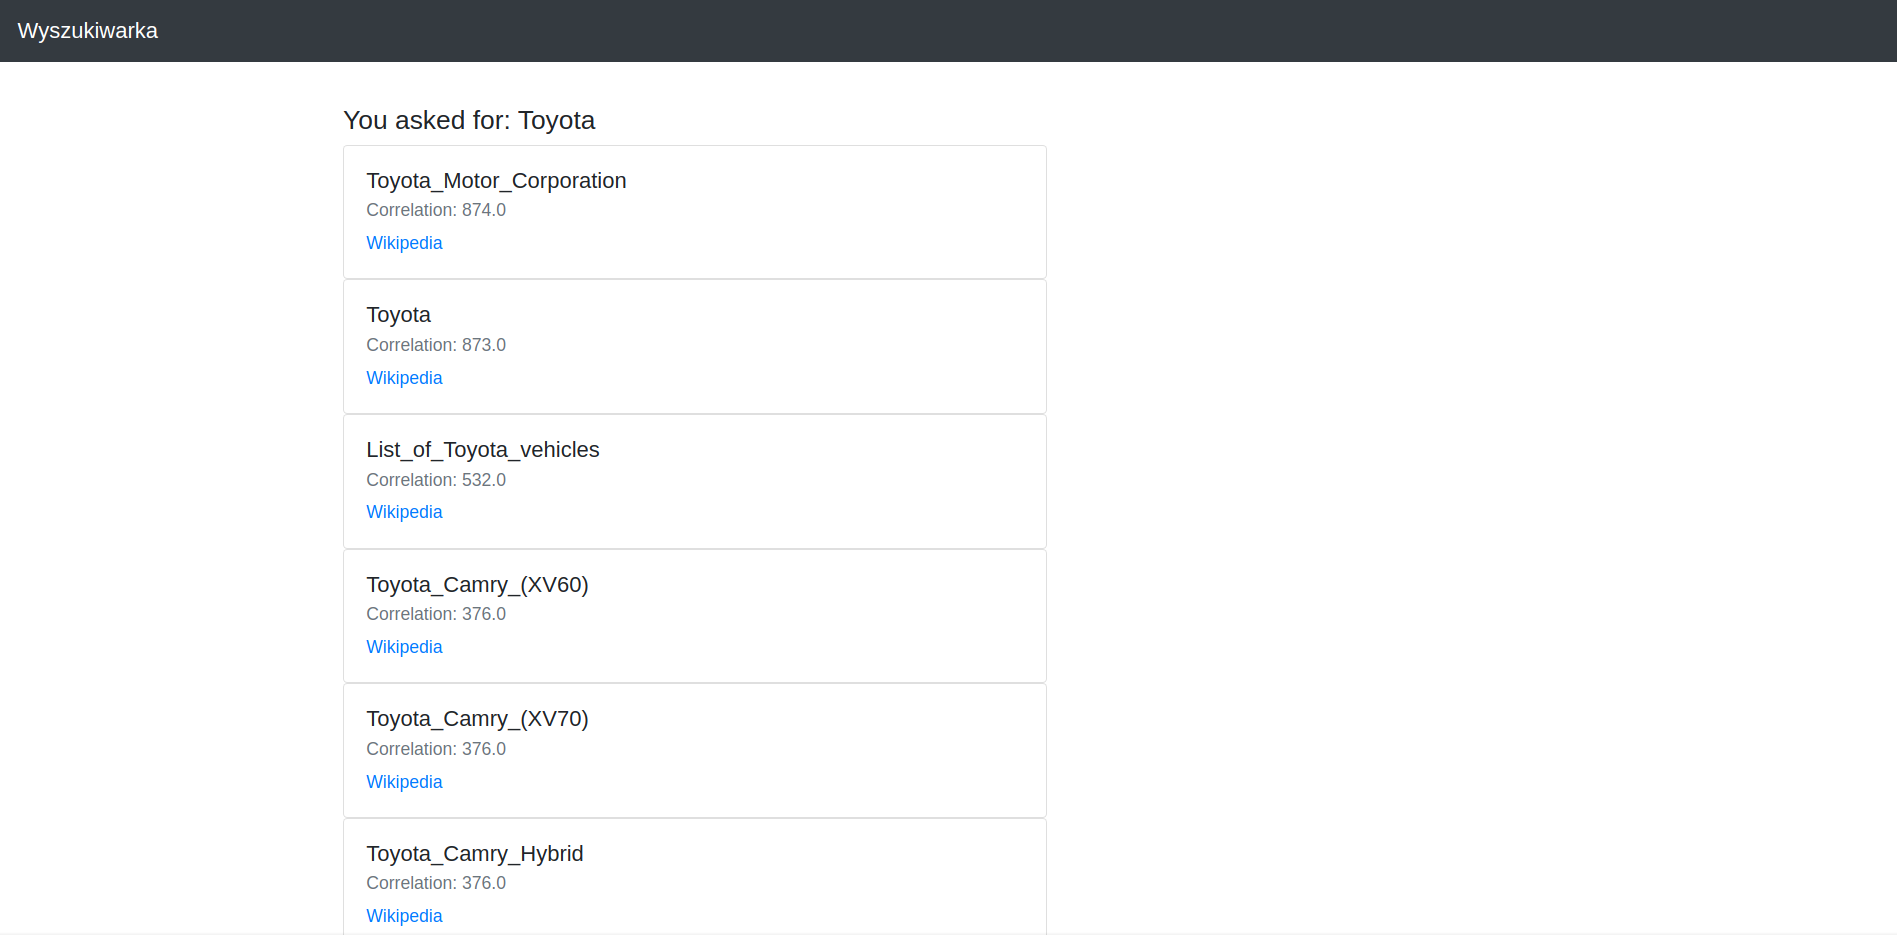 Wyszukiwarka
You asked for: Toyota
Toyota_Motor_Corporation
Correlation: 874.0
Wikipedia
Toyota
Correlation: 873.0
Wikipedia
List_of_Toyota_vehicles
Correlation: 532.0
Wikipedia
Toyota_Camry_(XV60)
Correlation: 376.0
Wikipedia
Toyota_Camry_(XV70)
Correlation: 376.0
Wikipedia
Toyota_Camry_Hybrid
Correlation: 376.0
Wikipedia